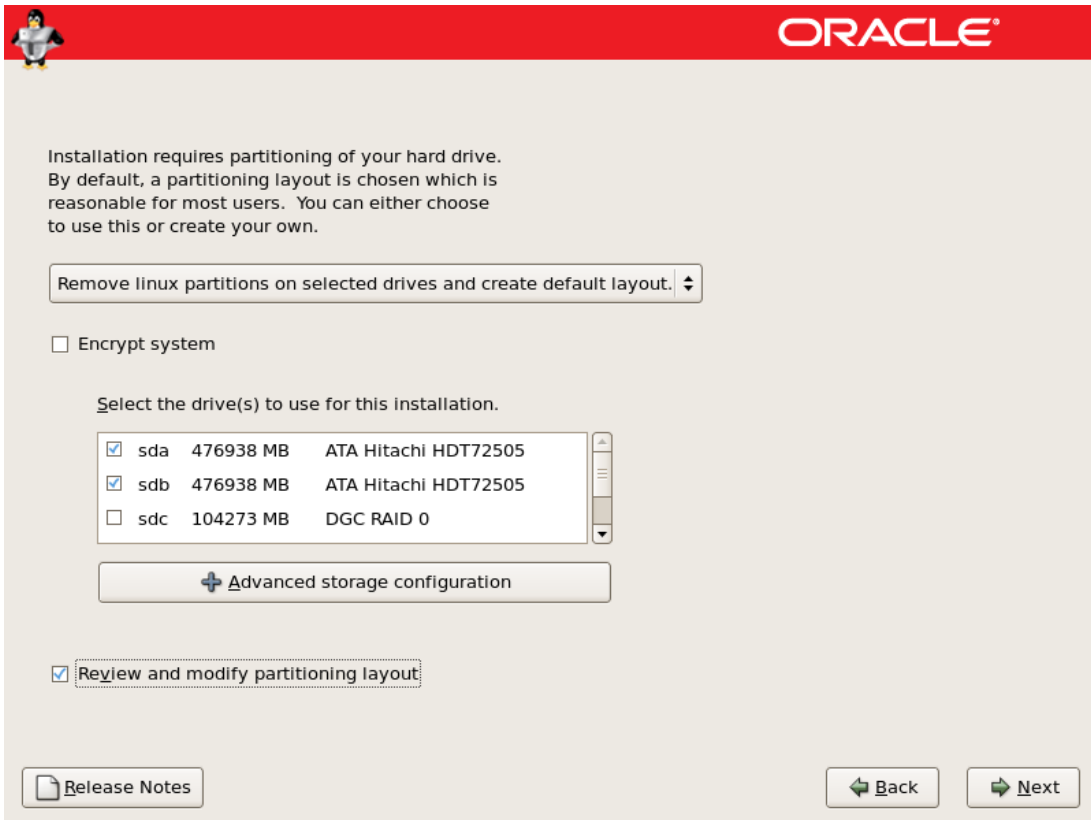 ORACLE®
Installation requires partitioning of your hard drive.
By default, a partitioning layout is chosen which is
reasonable for most users.  You can either choose
to use this or create your own.
Remove linux partitions on selected drives and create default layout.
Encrypt system
Select the drive(s) to use for this installation.
sda 476938 MB ATA Hitachi HDT72505
sdb 476938 MB ATA Hitachi HDT72505
sdc 104273 MB DGC RAID 0
Advanced storage configuration
Review and modify partitioning layout
Release Notes Back Next